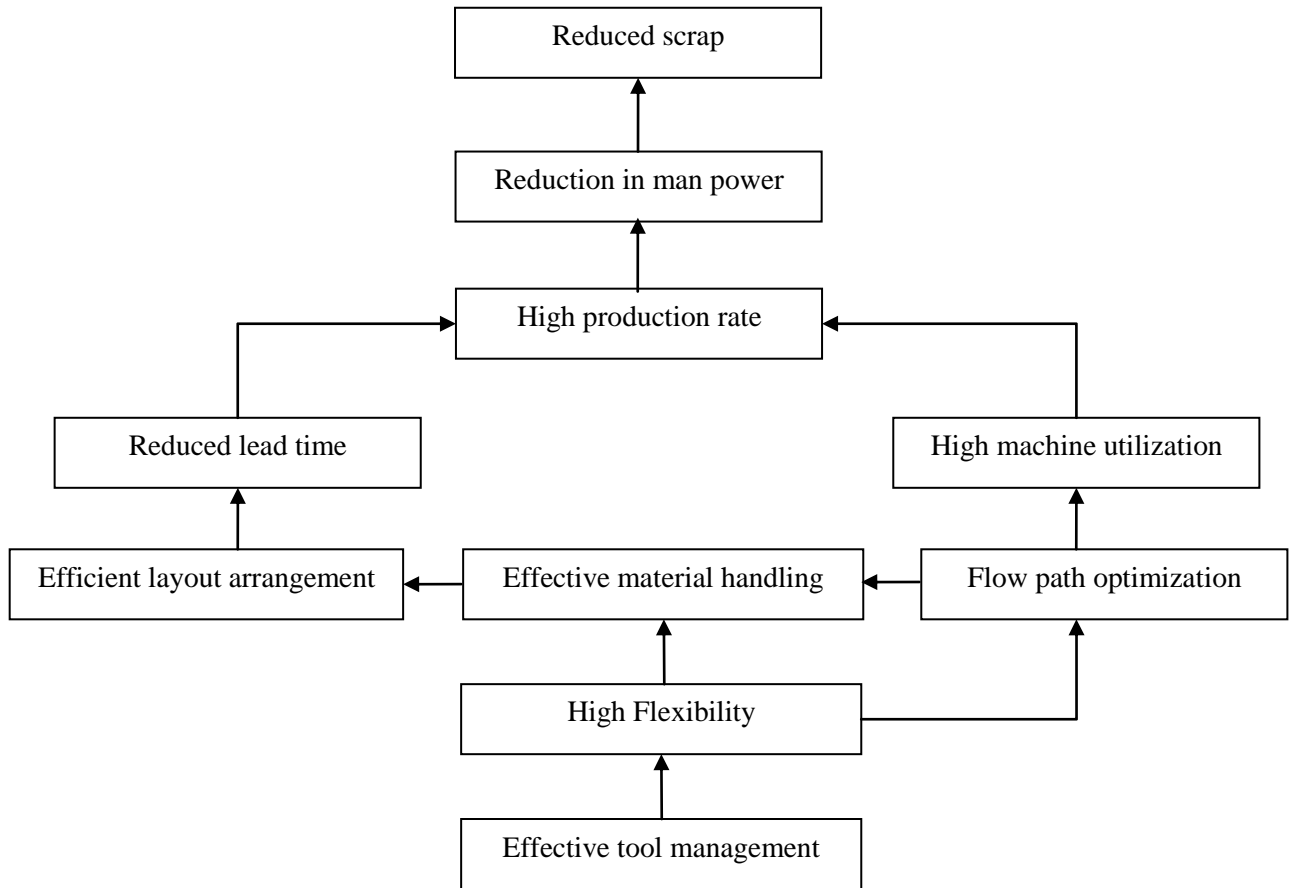 Reduced scrap
Reduction in man power
High production rate
Reduced lead time
High machine utilization
Efficient layout arrangement
Effective material handling
Flow path optimization
High Flexibility
Effective tool management